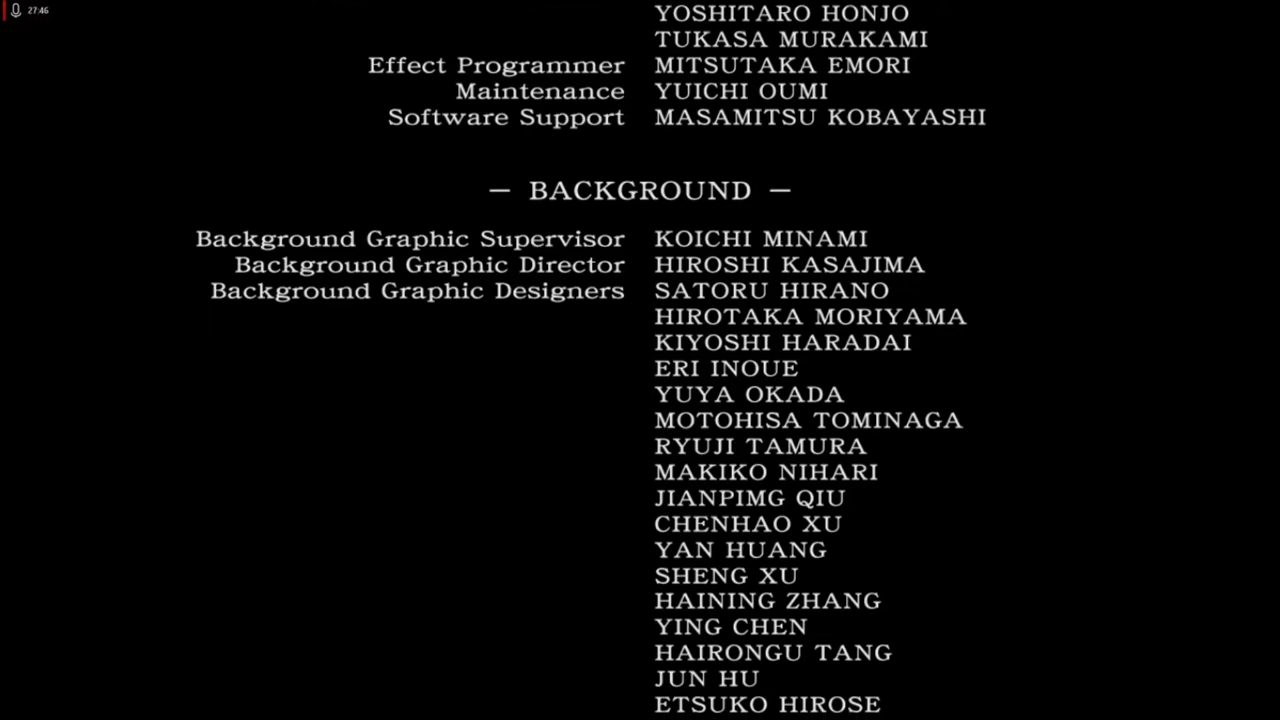 27:46
YOSHITARO HONJO
TUKASA MURAKAMI
Effect Programmer MITSUTAKA EMORI
Maintenance YUICHI OUMI
Software Support MASAMITSU KOBAYASHI
— BACKGROUND —
Background Graphic Supervisor KOICHI MINAMI
Background Graphic Director HIROSHI KASAJIMA
Background Graphic Designers SATORU HIRANO
HIROTAKA MORIYAMA
KIYOSHI HARADAI
ERI INOUE
YUYA OKADA
MOTOHISA TOMINAGA
RYUJI TAMURA
MAKIKO NIHARI
JIANPIMG QIU
CHENHAO XU
YAN HUANG
SHENG XU
HAINING ZHANG
YING CHEN
HAIRONGU TANG
JUN HU
ETSUKO HIROSE